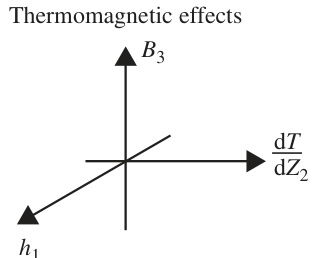 Thermomagnetic effects
B₃
dT
dZ₂
h₁